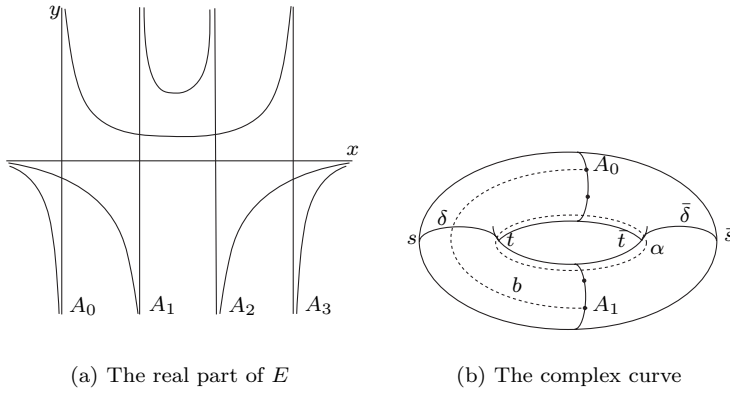 y
x
A₀ A₁ A₂ A₃
A₀
δ
δ̄
s
t
t̄
s̄
α
b
A₁
(a) The real part of E
(b) The complex curve